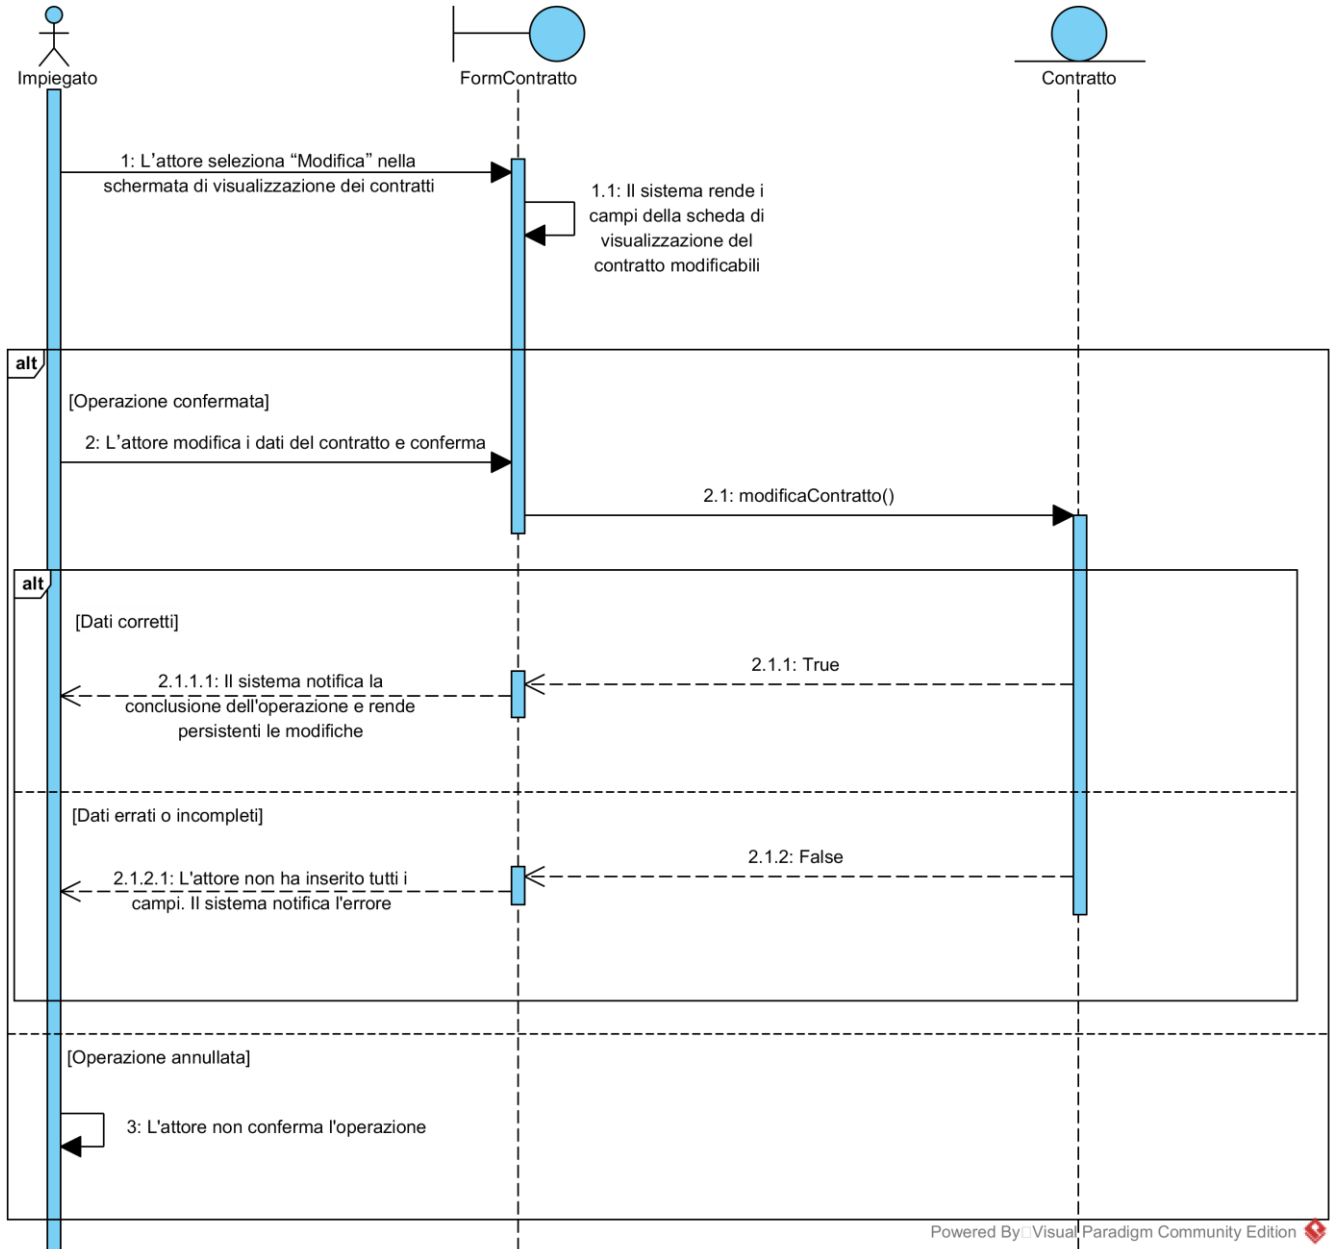 Impiegato
FormContratto
Contratto
1: L’attore seleziona “Modifica” nella
schermata di visualizzazione dei contratti
1.1: Il sistema rende i
campi della scheda di
visualizzazione del
contratto modificabili
alt
[Operazione confermata]
2: L’attore modifica i dati del contratto e conferma
2.1: modificaContratto()
alt
[Dati corretti]
2.1.1: True
2.1.1.1: Il sistema notifica la
conclusione dell'operazione e rende
persistenti le modifiche
[Dati errati o incompleti]
2.1.2: False
2.1.2.1: L'attore non ha inserito tutti i
campi. Il sistema notifica l'errore
[Operazione annullata]
3: L'attore non conferma l'operazione
Powered By Visual Paradigm Community Edition